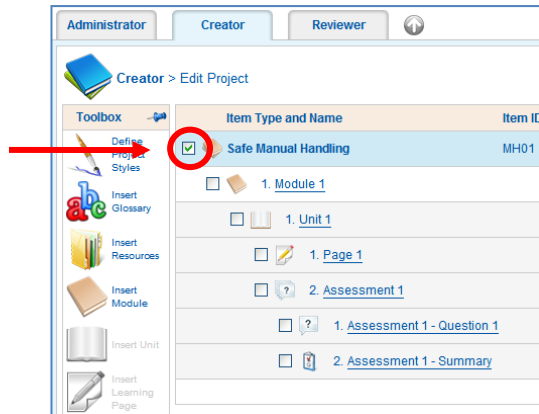 Administrator
Creator
Reviewer
Creator > Edit Project
Toolbox
Item Type and Name
Item ID
Define
Project
Styles
Safe Manual Handling
MH01
Insert
Glossary
1. Module 1
1. Unit 1
Insert
Resources
1. Page 1
Insert
Module
2. Assessment 1
1. Assessment 1 - Question 1
Insert Unit
2. Assessment 1 - Summary
Insert
Learning
Page